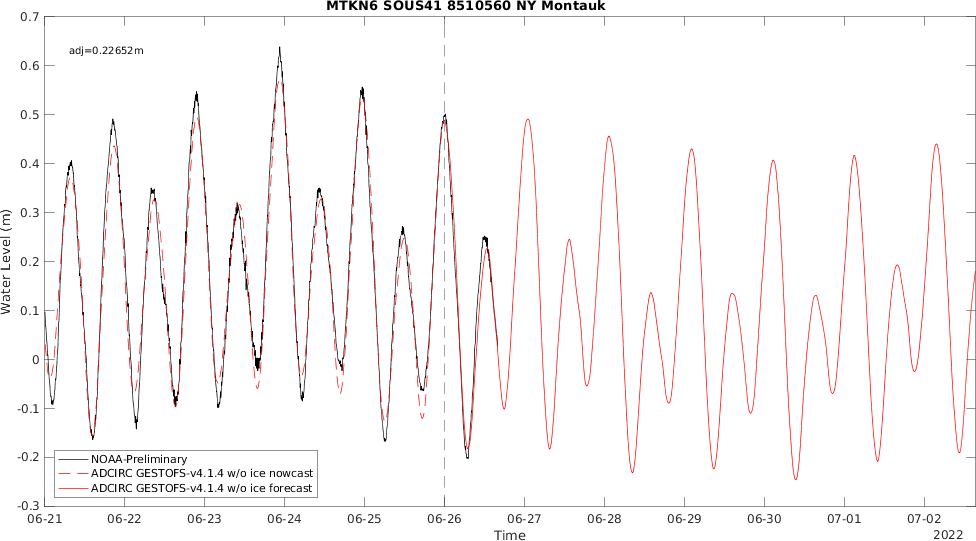 MTKN6 SOUS41 8510560 NY Montauk
0.7
adj=0.22652m
0.6
0.5
0.4
0.3
0.2
0.1
0
-0.1
-0.2
-0.3
Water Level (m)
NOAA-Preliminary
ADCIRC GESTOFS-v4.1.4 w/o ice nowcast
ADCIRC GESTOFS-v4.1.4 w/o ice forecast
06-21 06-22 06-23 06-24 06-25 06-26 06-27 06-28 06-29 06-30 07-01 07-02
Time
2022